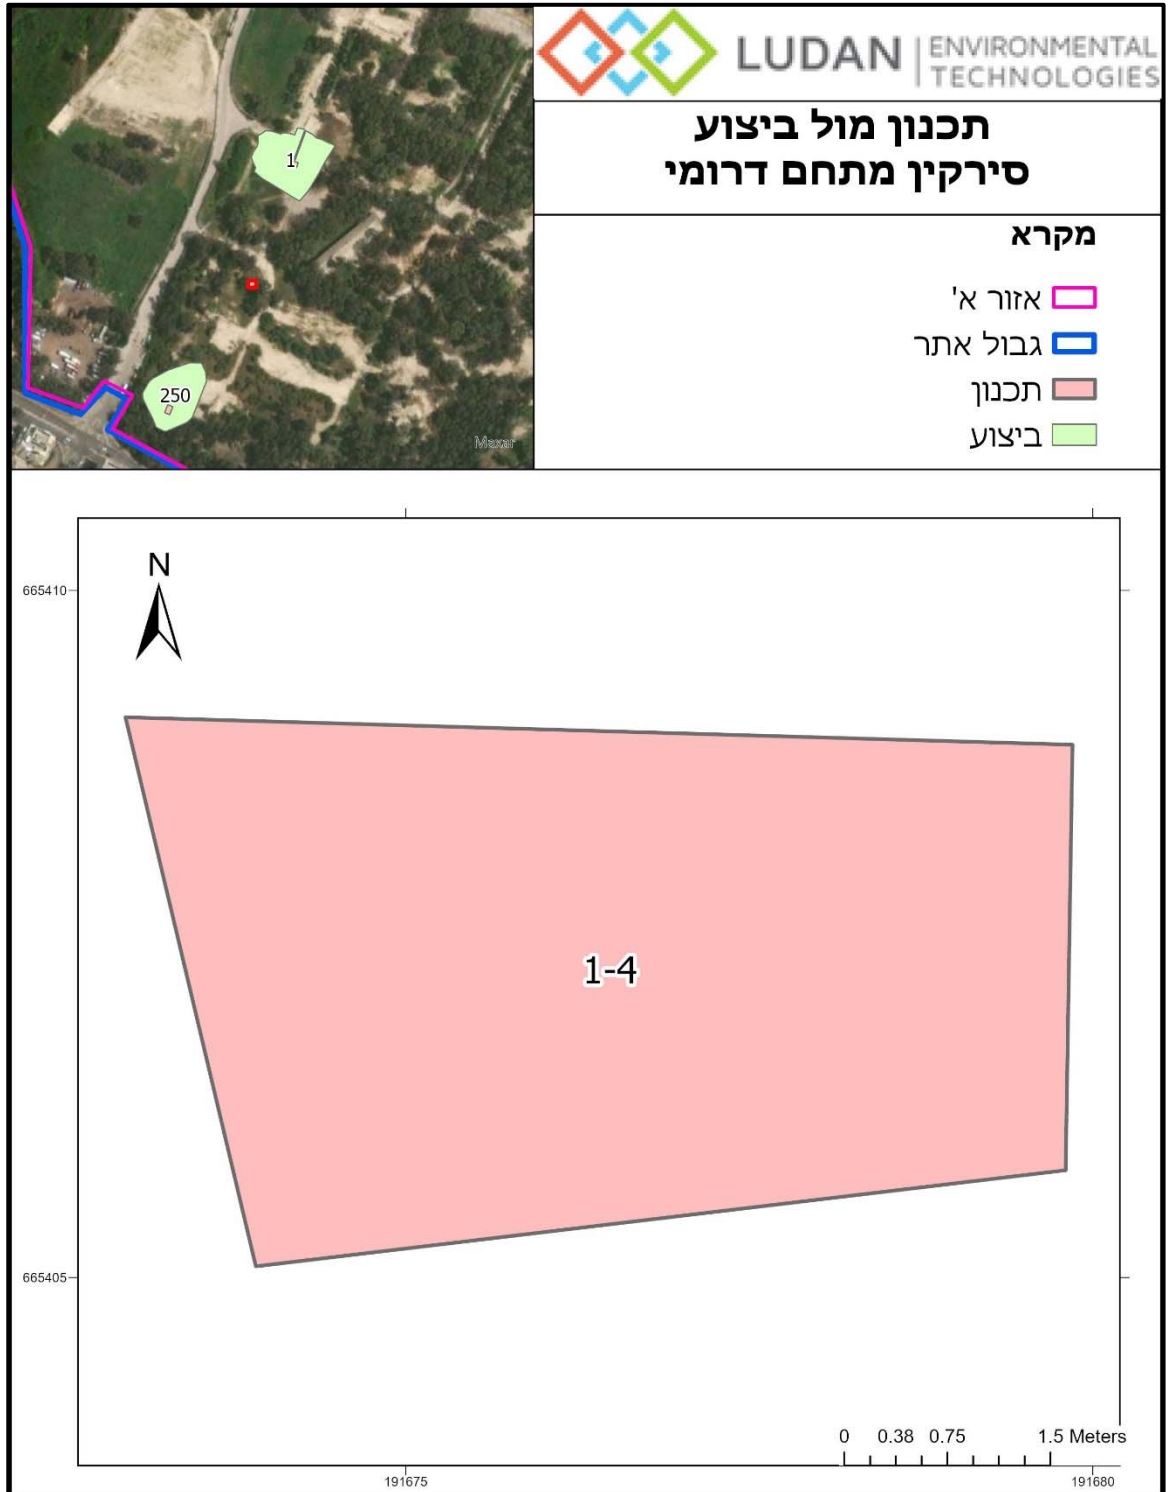 LUDAN
ENVIRONMENTAL
TECHNOLOGIES
תכנון מול ביצוע
סירקין מתחם דרומי
מקרא
אזור א'
גבול אתר
תכנון
ביצוע
1
250
Maxar
N
665410
1-4
665405
0 0.38 0.75 1.5 Meters
191675 191680